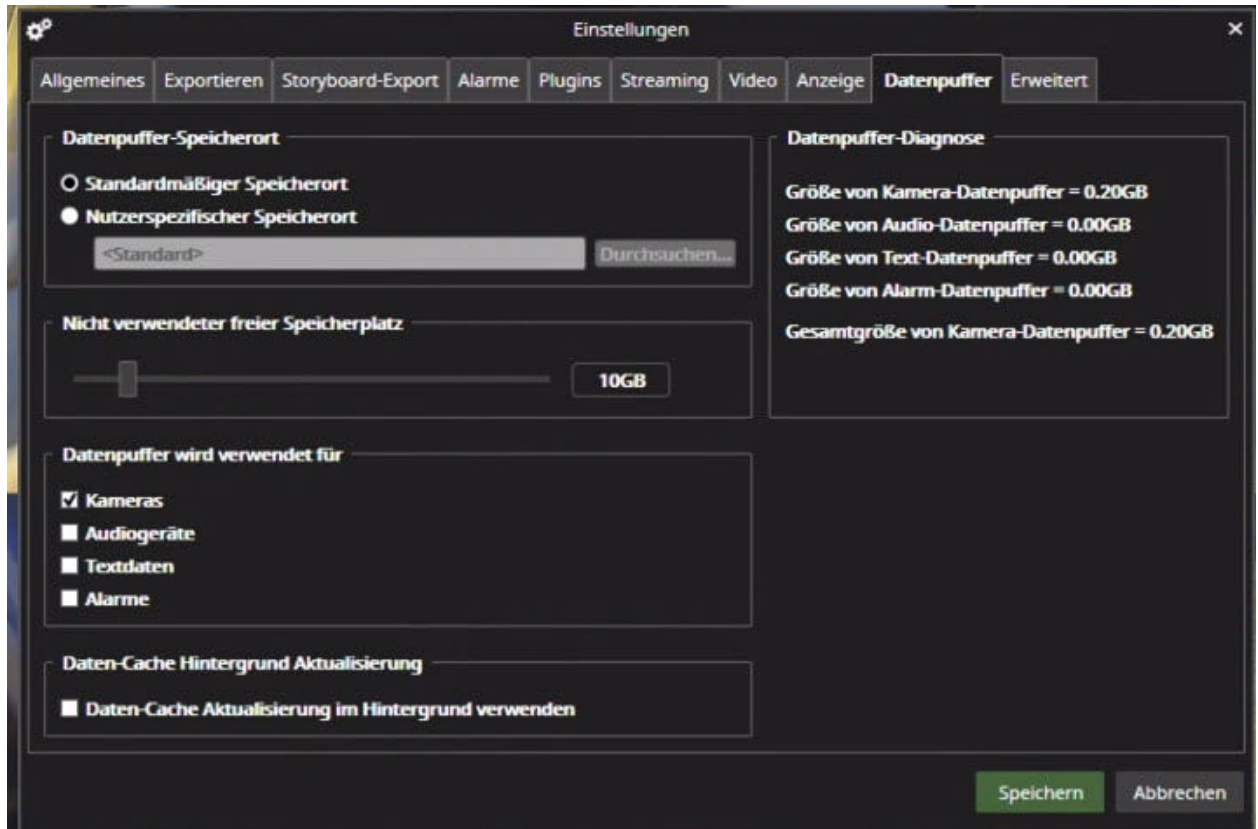 Einstellungen
Allgemeines Exportieren Storyboard-Export Alarme Plugins Streaming Video Anzeige Datenpuffer Erweitert
Datenpuffer-Speicherort
Standardmäßiger Speicherort
Nutzerspezifischer Speicherort
<Standard> Durchsuchen...
Nicht verwendeter freier Speicherplatz
10GB
Datenpuffer wird verwendet für
Kameras
Audiogeräte
Textdaten
Alarme
Daten-Cache Hintergrund Aktualisierung
Daten-Cache Aktualisierung im Hintergrund verwenden
Datenpuffer-Diagnose
Größe von Kamera-Datenpuffer = 0.20GB
Größe von Audio-Datenpuffer = 0.00GB
Größe von Text-Datenpuffer = 0.00GB
Größe von Alarm-Datenpuffer = 0.00GB
Gesamtgröße von Kamera-Datenpuffer = 0.20GB
Speichern Abbrechen